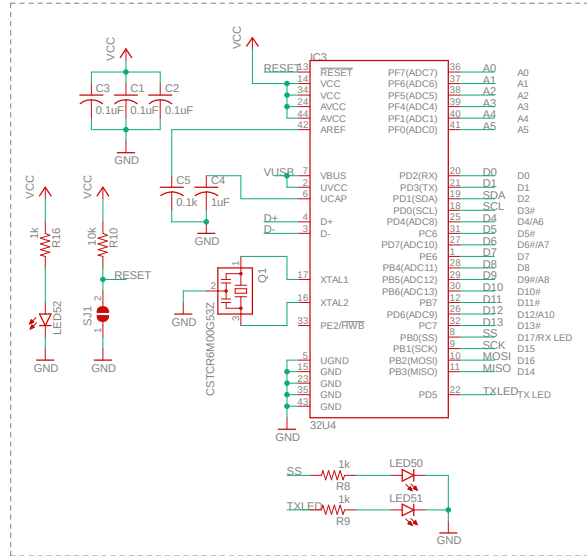 VCC
C3
C1
C2
0.1uF
0.1uF
0.1uF
GND
VCC
IC3
RESET 13 RESET PF7(ADC7) 36 A0 A0
14 VCC PF6(ADC6) 37 A1 A1
34 VCC PF5(ADC5) 38 A2 A2
24 AVCC PF4(ADC4) 39 A3 A3
44 AVCC PF1(ADC1) 40 A4 A4
42 AREF PF0(ADC0) 41 A5 A5
VUSB 7 VBUS PD2(RX) 20 D0 D0
2 UVCC PD3(TX) 21 D1 D1
6 UCAP PD1(SDA) 19 SDA D2
PD0(SCL) 18 SCL D3#
D+ 4 D+ PD4(ADC8) 25 D4 D4/A6
D- 3 D- PC6 31 D5 D5#
PD7(ADC10) 27 D6 D6#/A7
PE6 1 D7 D7
PB4(ADC11) 28 D8 D8
17 XTAL1 PB5(ADC12) 29 D9 D9#/A8
PB6(ADC13) 30 D10 D10#
16 XTAL2 PB7 12 D11 D11#
PD6(ADC9) 26 D12 D12/A10
33 PE2/HWB PC7 32 D13 D13#
PB0(SS) 8 SS D17/RX LED
PB1(SCK) 9 SCK D15
5 UGND PB2(MOSI) 10 MOSI D16
15 GND PB3(MISO) 11 MISO D14
23 GND
35 GND PD5 22 TXLED TX LED
43 GND
32U4
GND
C5
C4
0.1k
1uF
GND
VCC
1k
R16
LED52
GND
VCC
10k
R10
RESET
2
SJ1
1
GND
1
2
3
Q1
CSTCR6M00G53Z
GND
SS
1k
R8
LED50
TXLED
1k
R9
LED51
GND